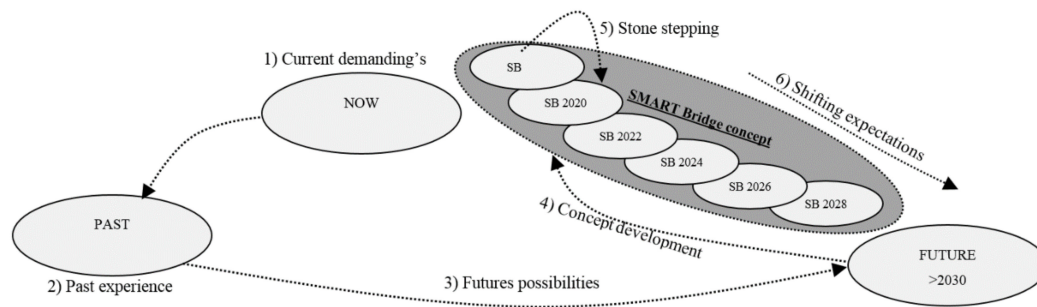 5) Stone stepping
1) Current demanding's
SB
NOW
SB 2020
SMART Bridge concept
6) Shifting expectations
SB 2022
SB 2024
SB 2026
SB 2028
PAST
4) Concept development
FUTURE
>2030
2) Past experience
3) Futures possibilities